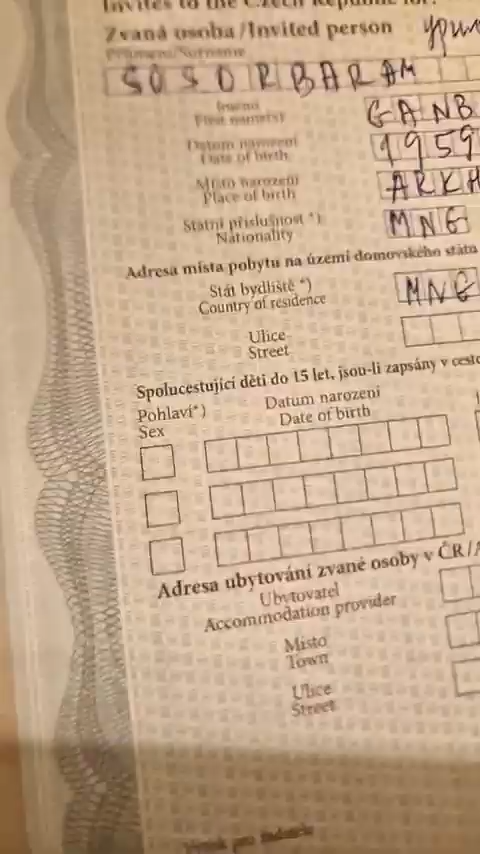 Invites to the Czech Republic for:
Zvaná osoba/Invited person
Příjmení/Surname
SOSORBARAM
Jméno
First name(s)
GANB
Datum narození
Date of birth
1959
Místo narození
Place of birth
ARKH
Státní příslušnost *)
Nationality
MNG
Adresa místa pobytu na území domovského státu
Stát bydliště *)
Country of residence
MNG
Ulice
Street
Spolucestující děti do 15 let, jsou-li zapsány v cesto
Pohlaví*)
Sex
Datum narození
Date of birth
Adresa ubytování zvané osoby v ČR/A
Ubytovatel
Accommodation provider
Místo
Town
Ulice
Street